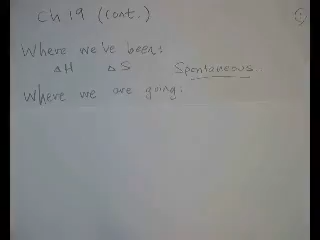 Ch 19 (cont.)
Where we've been:
ΔH ΔS Spontaneous
Where we are going: